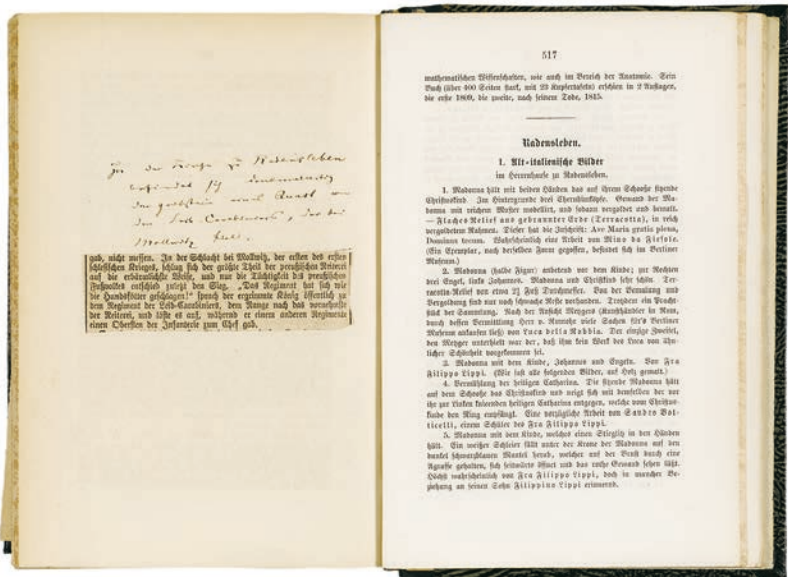 In der Kirche zu Radensleben
befindet sich
der Grabstein eines Quast von
den Leib-Carabiniers, der bei
Mollwitz fiel.
gab, nicht messen. In der Schlacht bei Mollwitz, der ersten des ersten
schlesischen Krieges, schlug sich der größte Theil der preußischen Reiterei
auf die erbärmlichste Weise, und nur die Tüchtigkeit des preußischen
Fußvolkes entschied zuletzt den Sieg. „Das Regiment hat sich wie
die Hundsfötter geschlagen!“ sprach der ergrimmte König öffentlich zu
dem Regiment der Leib-Carabiniers, dem Range nach das vornehmste
der Reiterei, und löste es auf, während er einem anderen Regimente
einen Obersten der Infanterie zum Chef gab.
517
mathematischen Wissenschaften, wie auch im Bereich der Anatomie. Sein
Buch (über 400 Seiten stark, mit 23 Kupfertafeln) erschien in 2 Auflagen,
die erste 1809, die zweite, nach seinem Tode, 1815.
Radensleben.
1. Alt-italienische Bilder
im Herrenhause zu Radensleben.
1. Madonna hält mit beiden Händen das auf ihrem Schooße sitzende
Christuskind. Im Hintergrunde drei Cherubimköpfe. Gewand der Ma-
donna mit reichem Muster modellirt, und sodann vergoldet und bemalt.
— Flaches Relief aus gebrannter Erde (Terracotta), in reich
vergoldetem Rahmen. Dieser hat die Inschrift: Ave Maria gratia plena,
Dominus tecum. Wahrscheinlich eine Arbeit von Mino da Fiesole.
(Ein Exemplar, nach derselben Form gegossen, befindet sich im Berliner
Museum.)
2. Madonna (halbe Figur) anbetend vor dem Kinde; zur Rechten
drei Engel, links Johannes. Madonna und Christkind sehr schön. Ter-
racotta-Relief von etwa 2½ Fuß Durchmesser. Von der Bemalung und
Vergoldung sind nur noch schwache Reste vorhanden. Trotzdem ein Pracht-
stück der Sammlung. Nach der Ansicht Metzgers (Kunsthändler in Rom,
durch dessen Vermittlung Herr v. Rumohr viele Sachen für's Berliner
Museum ankaufen ließ) von Luca della Robbia. Der einzige Zweifel,
den Metzger unterhielt war der, daß ihm kein Werk des Luca von ähn-
licher Schönheit vorgekommen sei.
3. Madonna mit dem Kinde, Johannes und Engeln. Von Fra
Filippo Lippi. (Wie fast alle folgenden Bilder, auf Holz gemalt.)
4. Vermählung der heiligen Catharina. Die sitzende Madonna hält
auf dem Schooße das Christuskind und neigt sich mit demselben der vor
ihr zur Linken knieenden heiligen Catharina entgegen, welche vom Christus-
kinde den Ring empfängt. Eine vorzügliche Arbeit von Sandro Bot-
ticelli, einem Schüler des Fra Filippo Lippi.
5. Madonna mit dem Kinde, welches einen Stieglitz in den Händen
hält. Ein weißer Schleier fällt unter der Krone der Madonna auf den
dunkel schwarzblauen Mantel herab, welcher auf der Brust durch eine
Agraffe gehalten, sich seitwärts öffnet und das rothe Gewand sehen läßt.
Höchst wahrscheinlich von Fra Filippo Lippi, doch in mancher Be-
ziehung an seinen Sohn Filippino Lippi erinnernd.